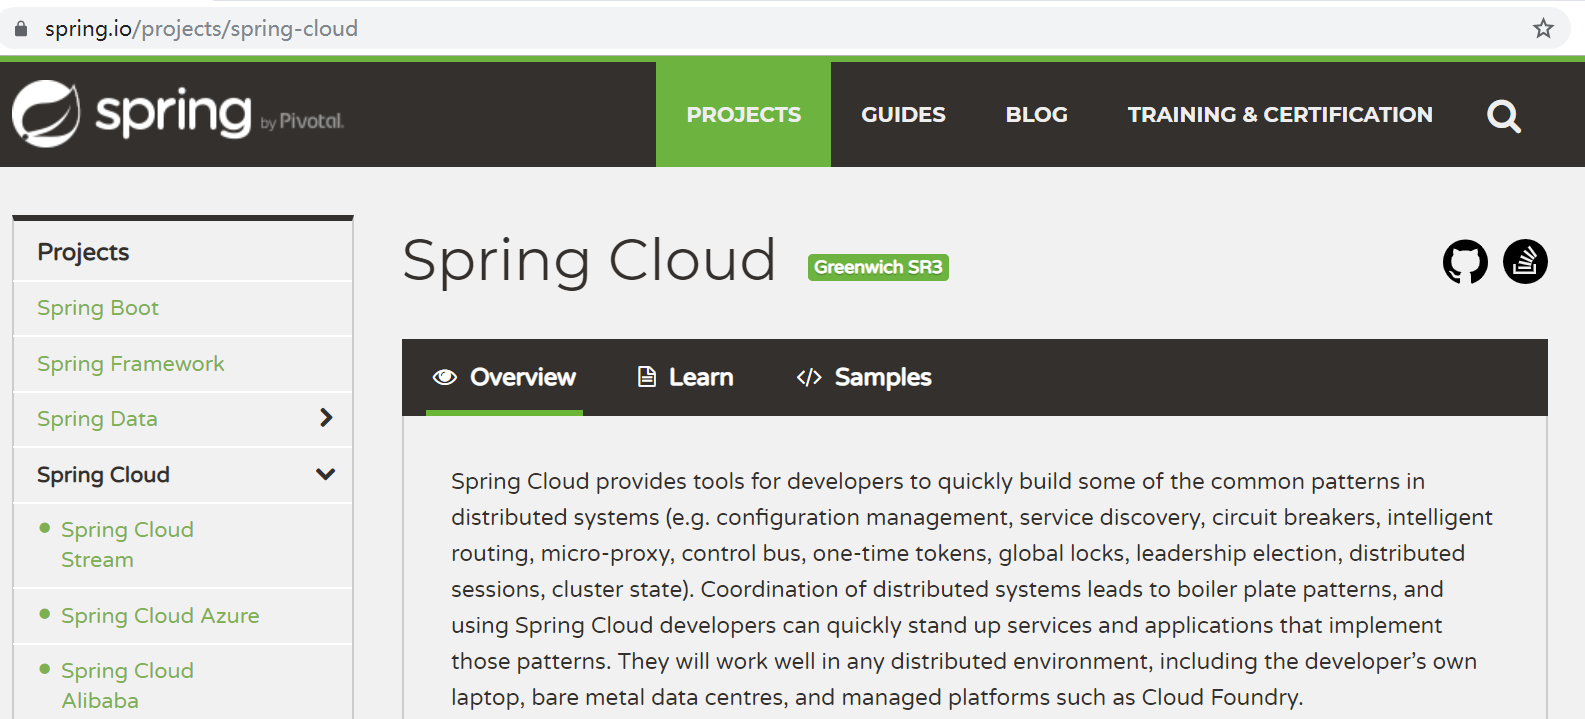 spring.io/projects/spring-cloud
spring by Pivotal.
PROJECTS GUIDES BLOG TRAINING & CERTIFICATION
Projects
Spring Boot
Spring Framework
Spring Data
Spring Cloud
Spring Cloud
Stream
Spring Cloud Azure
Spring Cloud
Alibaba
Spring Cloud Greenwich SR3
Overview Learn </> Samples
Spring Cloud provides tools for developers to quickly build some of the common patterns in
distributed systems (e.g. configuration management, service discovery, circuit breakers, intelligent
routing, micro-proxy, control bus, one-time tokens, global locks, leadership election, distributed
sessions, cluster state). Coordination of distributed systems leads to boiler plate patterns, and
using Spring Cloud developers can quickly stand up services and applications that implement
those patterns. They will work well in any distributed environment, including the developer’s own
laptop, bare metal data centres, and managed platforms such as Cloud Foundry.